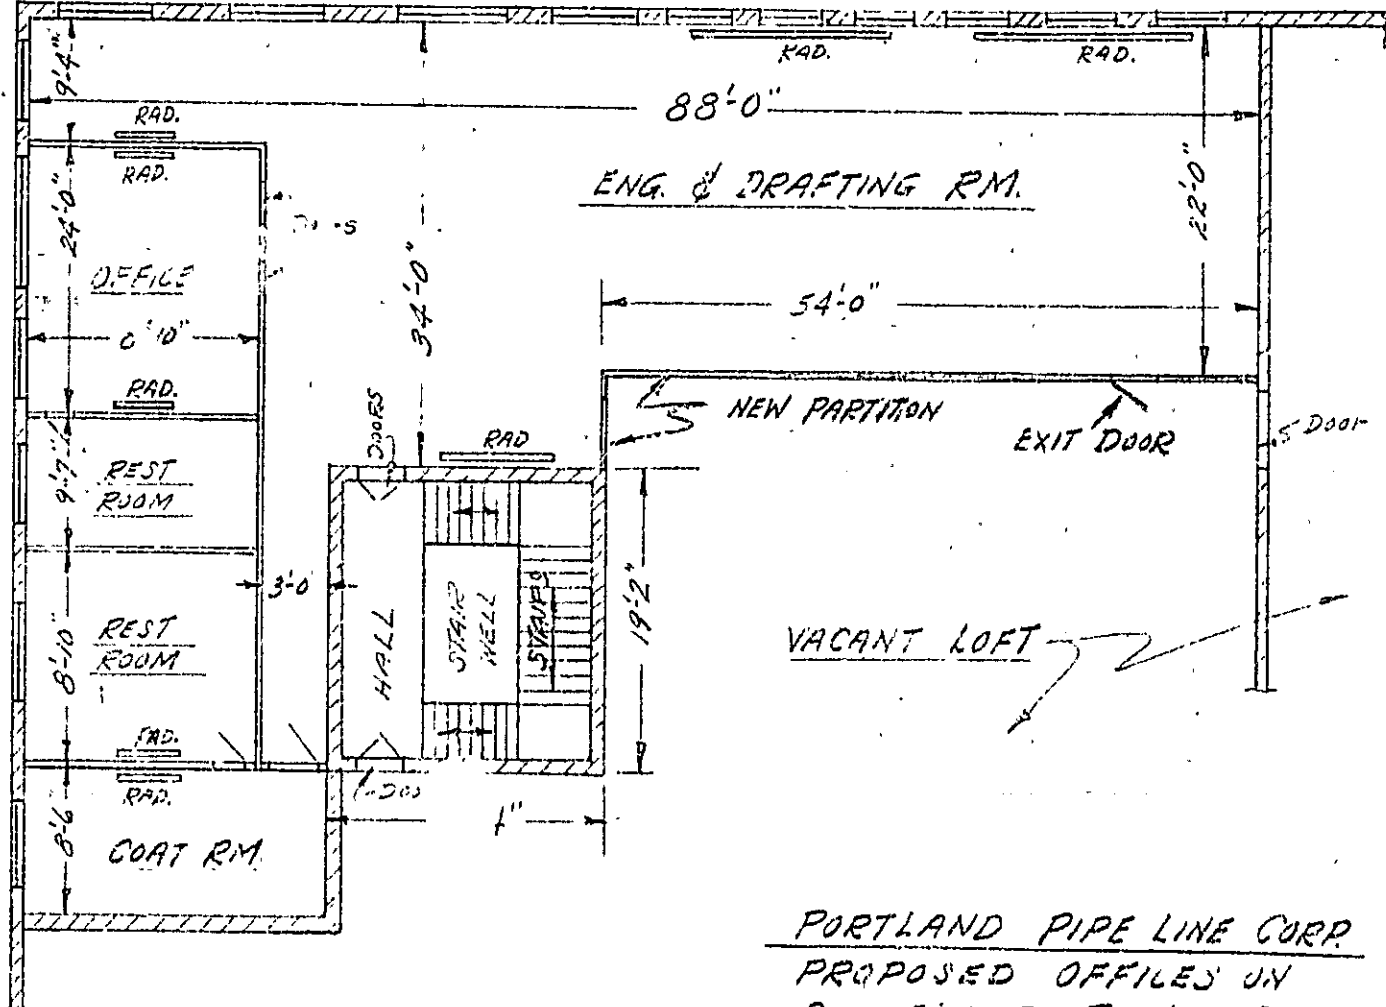 RAD.
RAD.
9'-4"
88'-0"
RAD.
RAD.
ENG. & DRAFTING RM.
22'-0"
24'-0"
34'-0"
OFFICE
54'-0"
RAD.
DOORS
NEW PARTITION
EXIT DOOR
DOOR
RAD
REST
ROOM
9'-7"
3'-0"
HALL
STAIR
WELL
STAIRS
19'-2"
REST
ROOM
8'-10"
VACANT LOFT
RAD.
RAD.
8'-6
COAT RM.
PORTLAND PIPE LINE CORP.
PROPOSED OFFICES ON